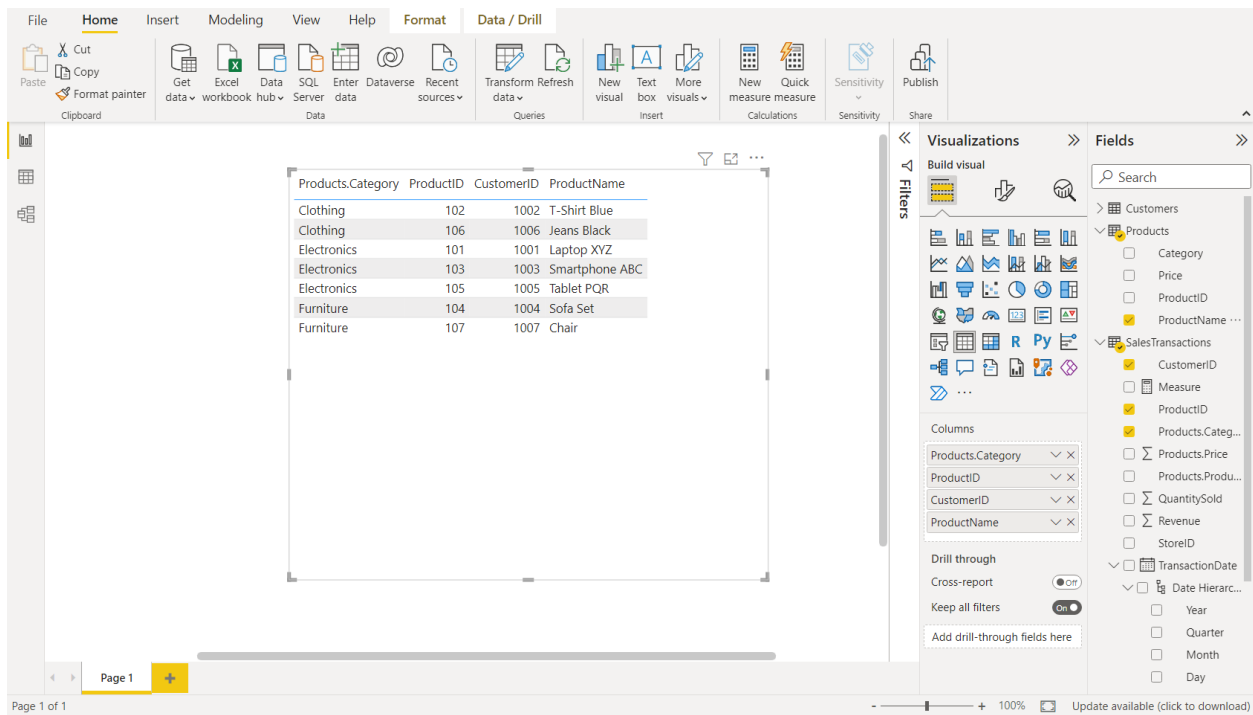 File Home Insert Modeling View Help Format Data / Drill
Paste
Cut
Copy
Format painter
Clipboard
Get data
Excel workbook
Data hub
SQL Server
Enter data
Dataverse
Recent sources
Data
Transform data
Refresh
Queries
New visual
Text box
More visuals
Insert
New measure
Quick measure
Calculations
Sensitivity
Sensitivity
Publish
Share
Products.Category ProductID CustomerID ProductName
Clothing 102 1002 T-Shirt Blue
Clothing 106 1006 Jeans Black
Electronics 101 1001 Laptop XYZ
Electronics 103 1003 Smartphone ABC
Electronics 105 1005 Tablet PQR
Furniture 104 1004 Sofa Set
Furniture 107 1007 Chair
Filters
Visualizations
Build visual
123
R Py
Columns
Products.Category
ProductID
CustomerID
ProductName
Drill through
Cross-report Off
Keep all filters On
Add drill-through fields here
Fields
Search
Customers
Products
Category
Price
ProductID
ProductName
SalesTransactions
CustomerID
Measure
ProductID
Products.Categ...
Products.Price
Products.Produ...
QuantitySold
Revenue
StoreID
TransactionDate
Date Hierarc...
Year
Quarter
Month
Day
Page 1
Page 1 of 1
- + 100%
Update available (click to download)